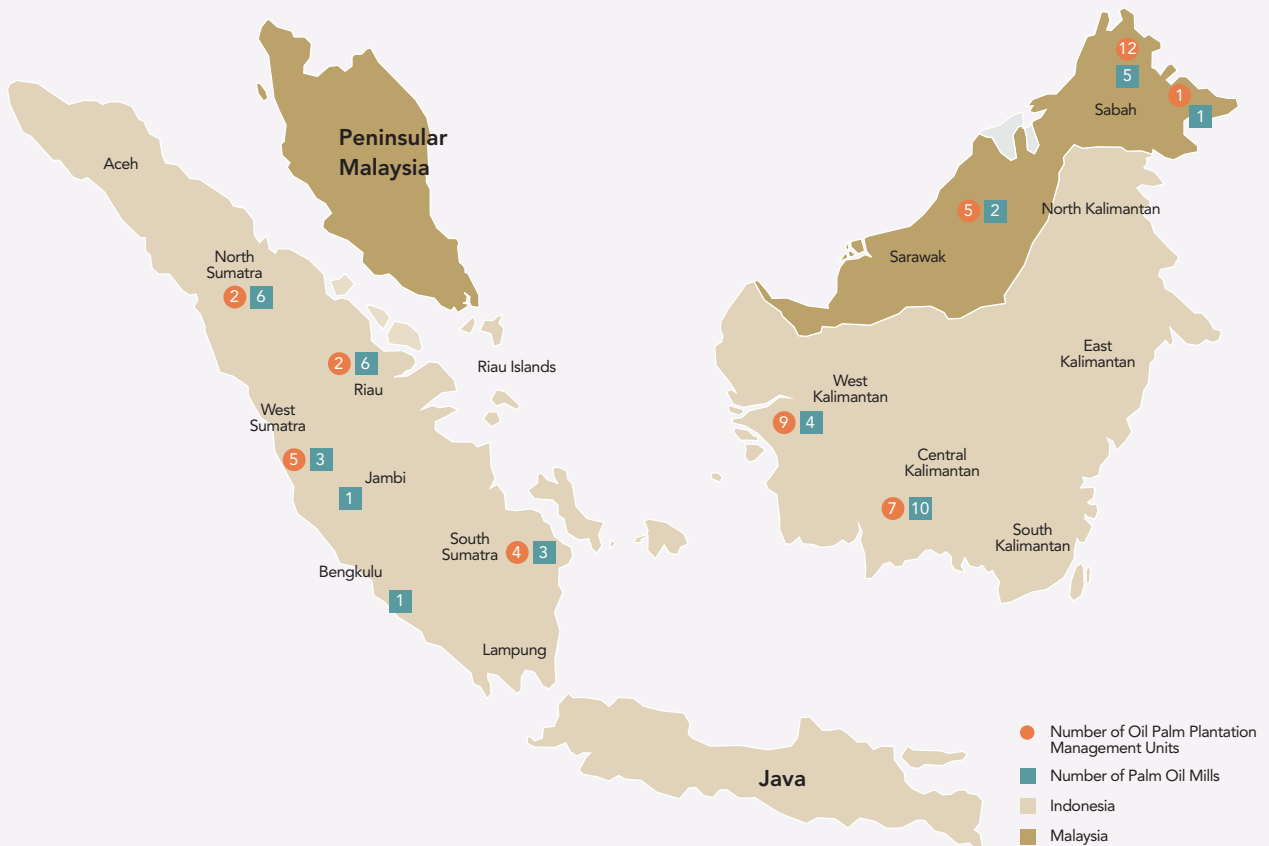 12
5
1
Sabah
1
Peninsular
Malaysia
Aceh
5
2
North Kalimantan
Sarawak
North
Sumatra
2
6
2
6
Riau
Riau Islands
East
Kalimantan
West
Kalimantan
9
4
West
Sumatra
5
3
Jambi
1
Central
Kalimantan
7
10
South
Kalimantan
South
Sumatra
4
3
Bengkulu
1
Lampung
Java
Number of Oil Palm Plantation
Management Units
Number of Palm Oil Mills
Indonesia
Malaysia